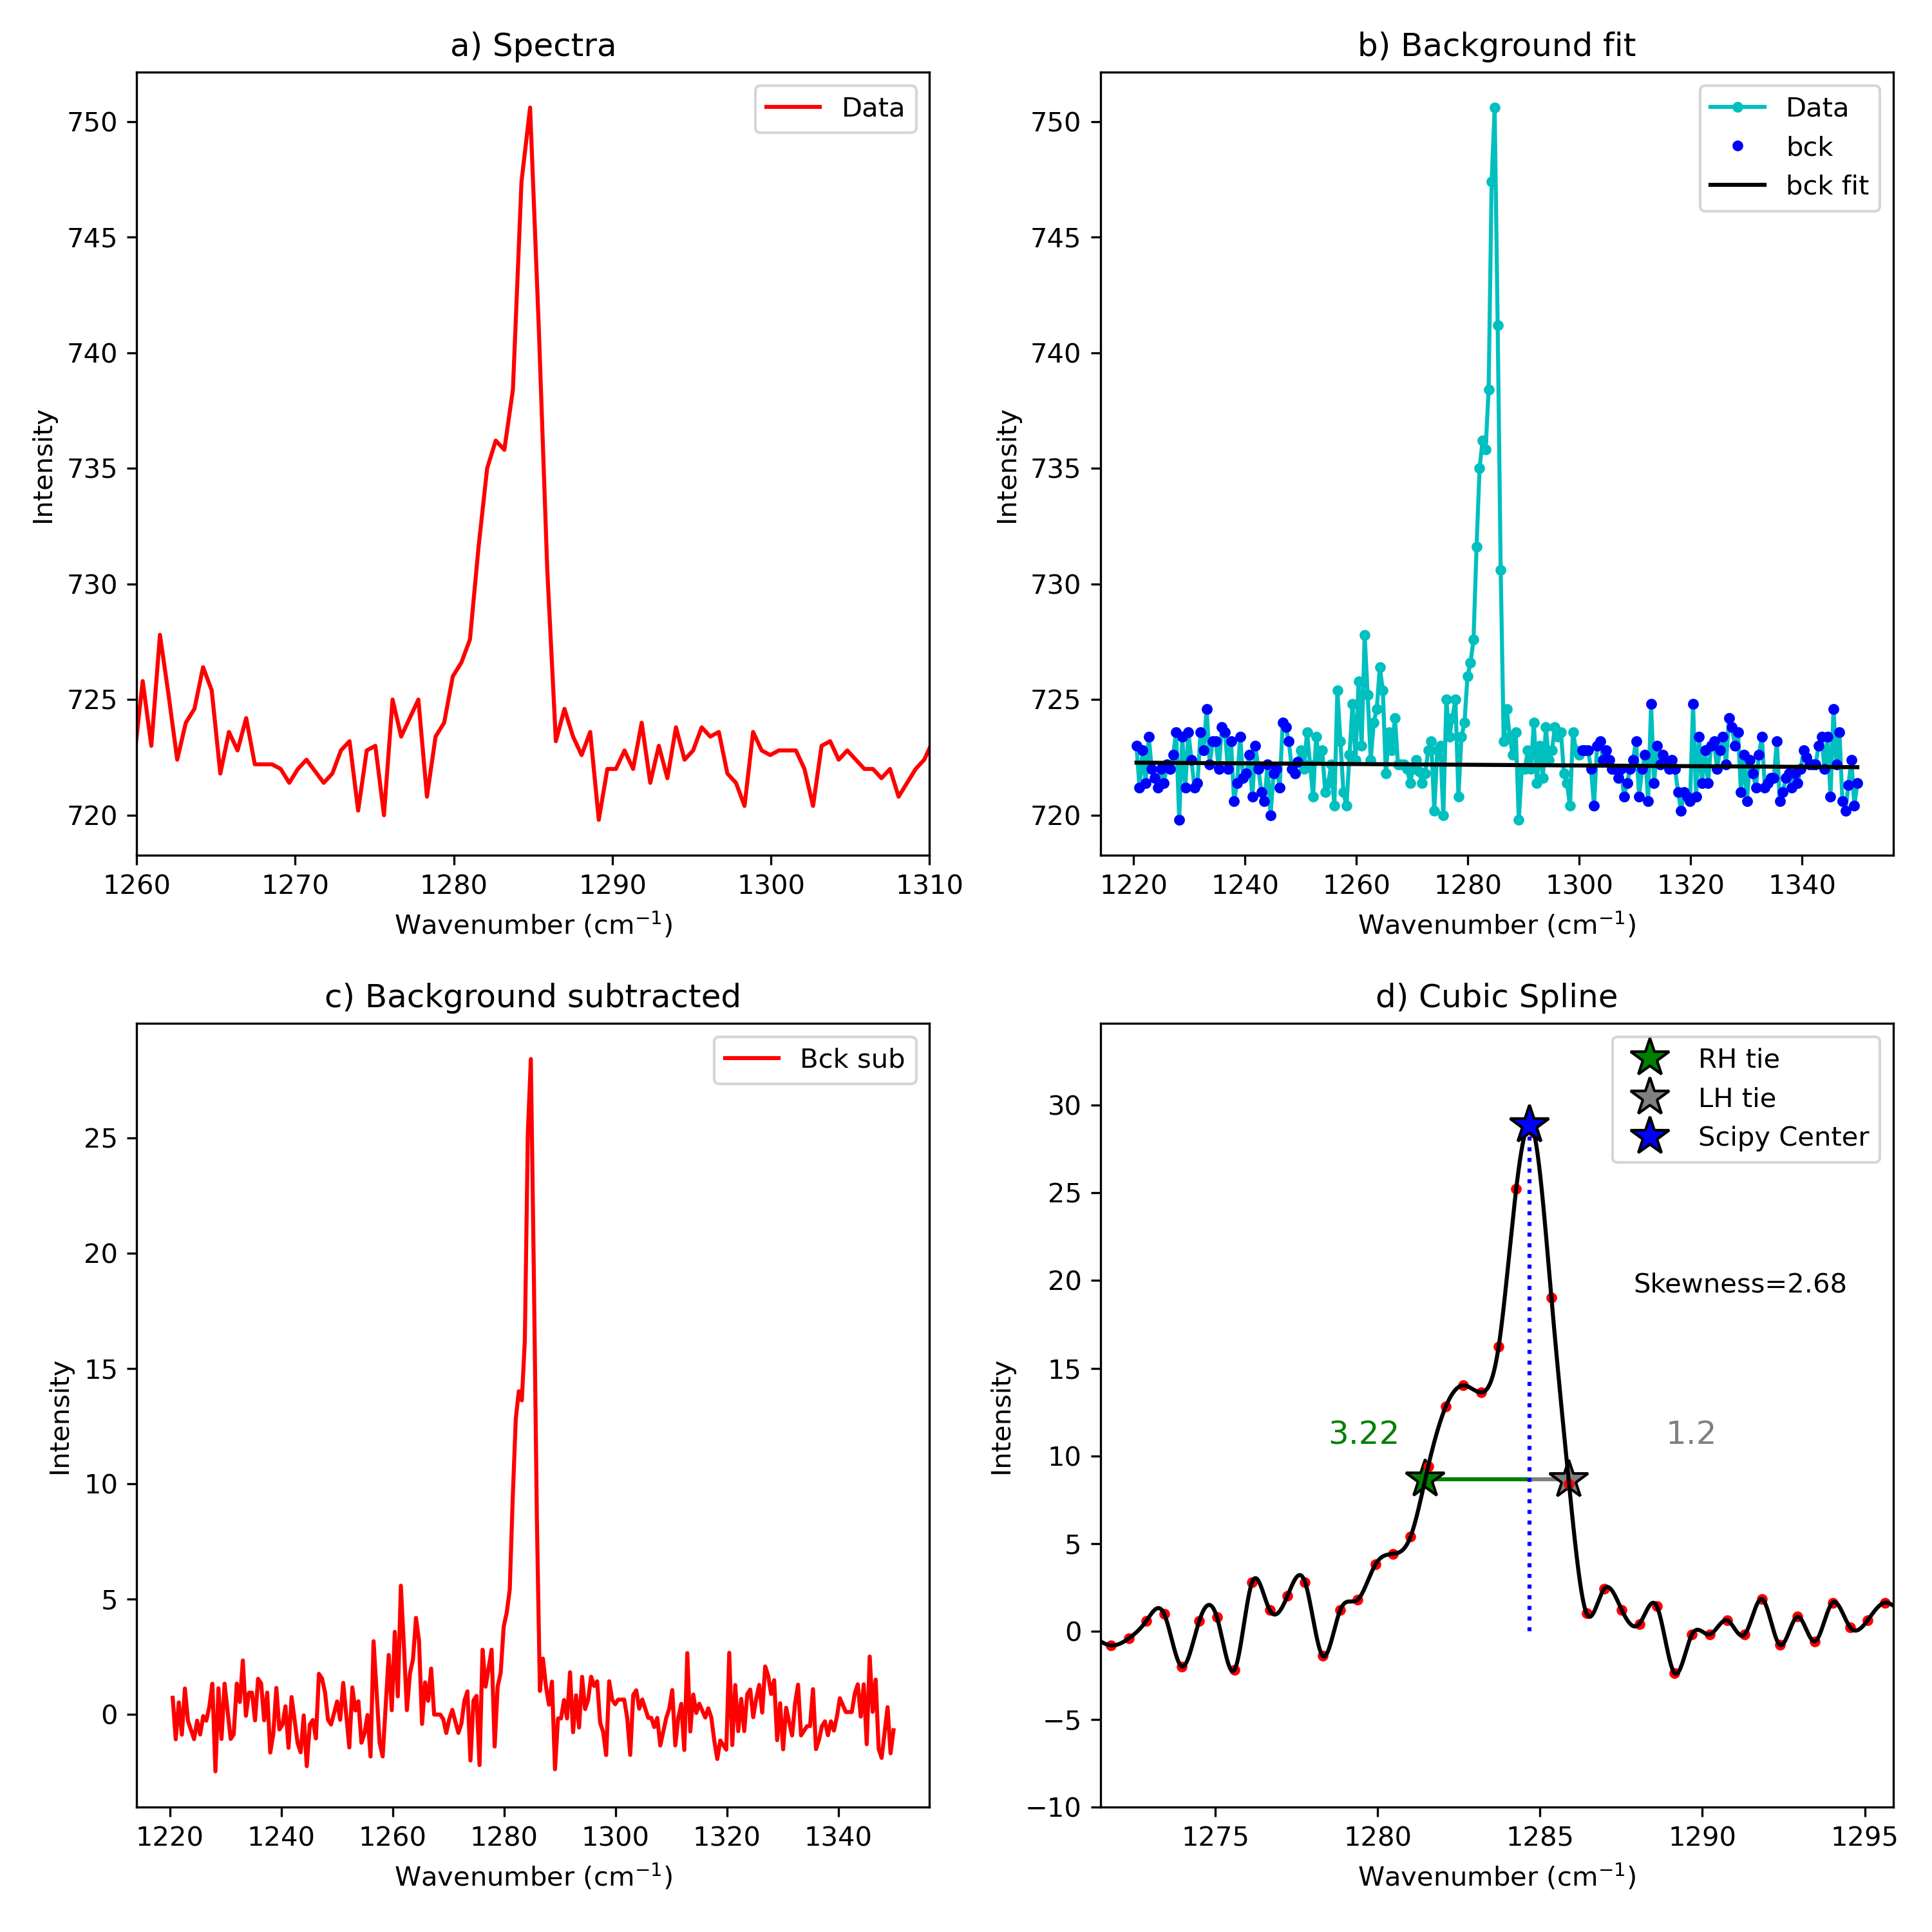 a) Spectra
Data
750
745
740
735
730
725
720
Intensity
1260 1270 1280 1290 1300 1310
Wavenumber (cm⁻¹)
b) Background fit
Data
bck
bck fit
750
745
740
735
730
725
720
Intensity
1220 1240 1260 1280 1300 1320 1340
Wavenumber (cm⁻¹)
c) Background subtracted
Bck sub
25
20
15
10
5
0
Intensity
1220 1240 1260 1280 1300 1320 1340
Wavenumber (cm⁻¹)
d) Cubic Spline
RH tie
LH tie
Scipy Center
30
25
20
15
10
5
0
−5
−10
Intensity
Skewness=2.68
3.22
1.2
1275 1280 1285 1290 1295
Wavenumber (cm⁻¹)